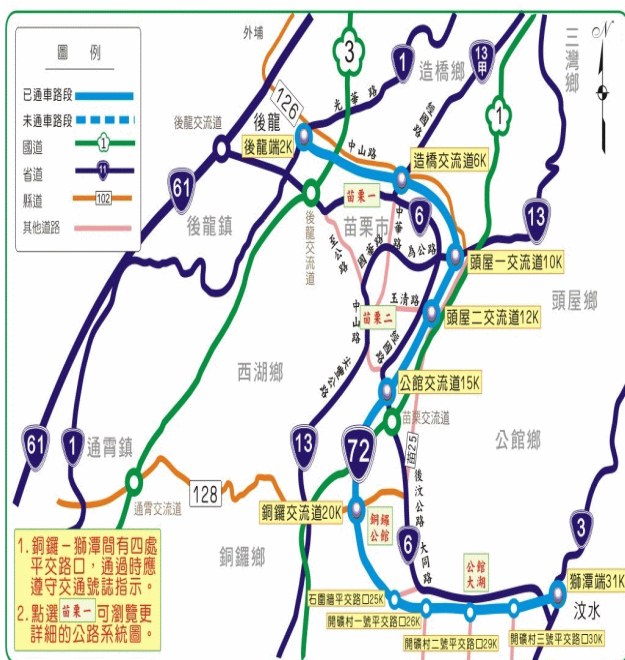 圖 例
已通車路段
未通車路段
國道 1
省道 11
縣道 102
其他道路
外埔
126
3
1
13甲
三灣鄉
N
造橋鄉
光華路
經國路
1
後龍交流道
後龍
後龍端2K
中山路
造橋交流道6K
61
後龍鎮
苗栗一
苗栗市
中華路
6
為公路
國華路
至公路
後龍交流道
13
頭屋一交流道10K
頭屋鄉
玉清路
苗栗二
中山路
頭屋二交流道12K
經國路
西湖鄉
公館交流道15K
苗栗交流道
公館鄉
61
1
通霄鎮
13
72
苗25
後汶公路
128
通霄交流道
銅鑼交流道20K
銅鑼
公館
3
銅鑼鄉
6
大同路
公館
大湖
獅潭端31K
汶水
石圍牆平交路口25K
開礦村一號平交路口26K
開礦村二號平交路口29K
開礦村三號平交路口30K
1. 銅鑼－獅潭間有四處
平交路口，通過時應
遵守交通號誌指示。
2. 點選 苗栗一 可瀏覽更
詳細的公路系統圖。